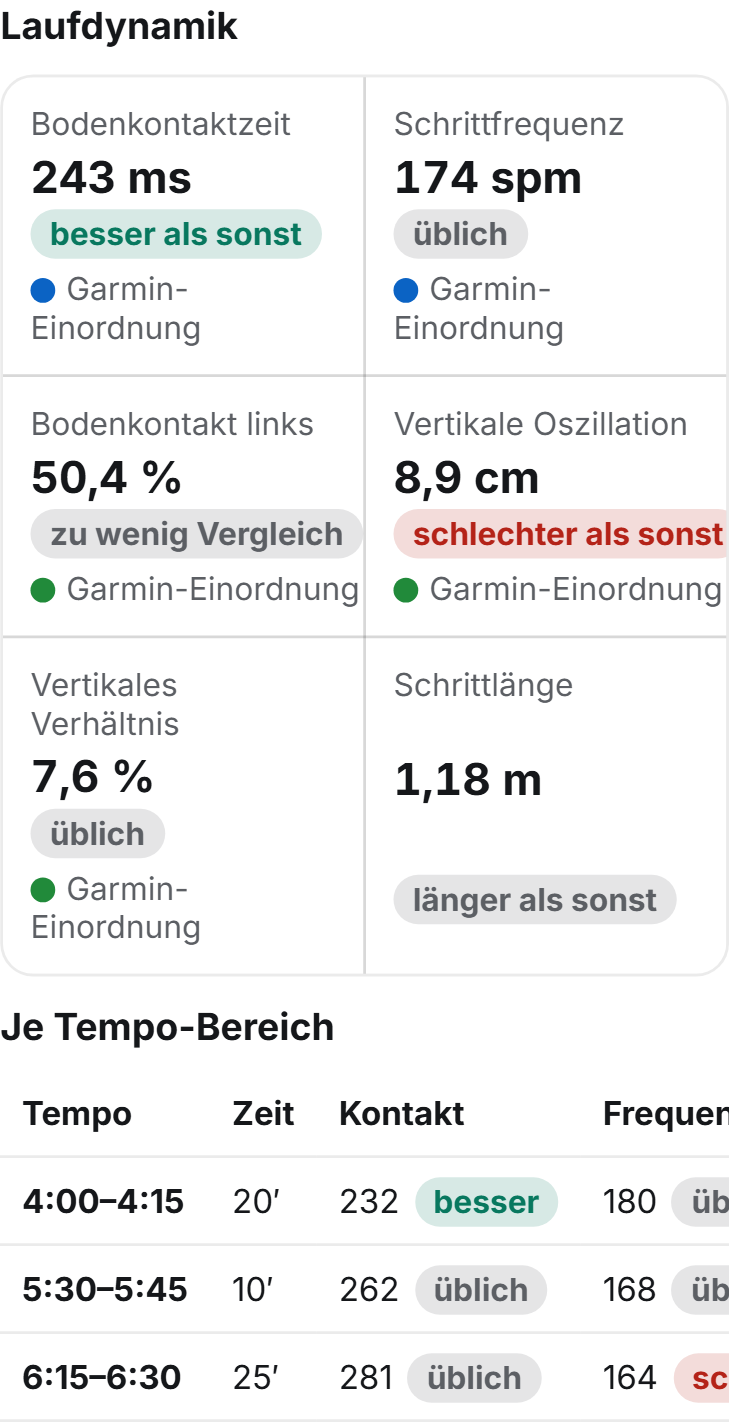 Laufdynamik
Bodenkontaktzeit
243 ms
besser als sonst
Garmin-
Einordnung
Schrittfrequenz
174 spm
üblich
Garmin-
Einordnung
Bodenkontakt links
50,4 %
zu wenig Vergleich
Garmin-Einordnung
Vertikale Oszillation
8,9 cm
schlechter als sonst
Garmin-Einordnung
Vertikales
Verhältnis
7,6 %
üblich
Garmin-
Einordnung
Schrittlänge
1,18 m
länger als sonst
Je Tempo-Bereich
Tempo Zeit Kontakt
4:00–4:15 20′ 232 besser 180
5:30–5:45 10′ 262 üblich 168
6:15–6:30 25′ 281 üblich 164